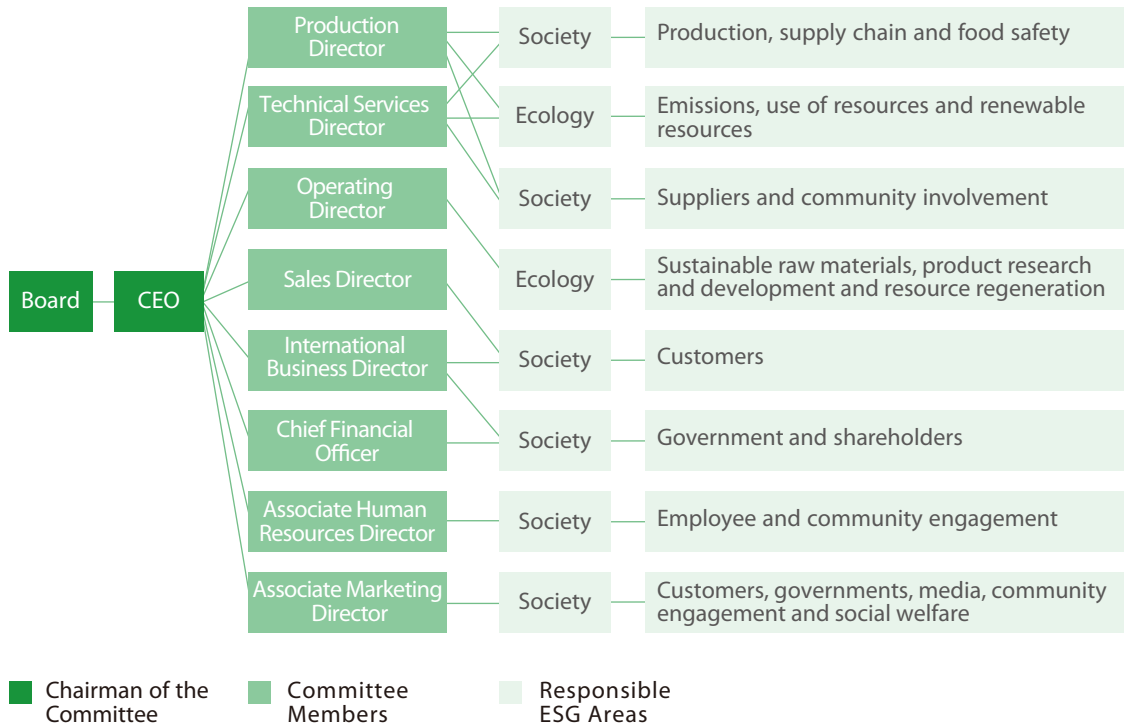 Production
Director
Society
Production, supply chain and food safety
Technical Services
Director
Ecology
Emissions, use of resources and renewable
resources
Operating
Director
Society
Suppliers and community involvement
Board
CEO
Sales Director
Ecology
Sustainable raw materials, product research
and development and resource regeneration
International
Business Director
Society
Customers
Chief Financial
Officer
Society
Government and shareholders
Associate Human
Resources Director
Society
Employee and community engagement
Associate Marketing
Director
Society
Customers, governments, media, community
engagement and social welfare
Chairman of the
Committee
Committee
Members
Responsible
ESG Areas